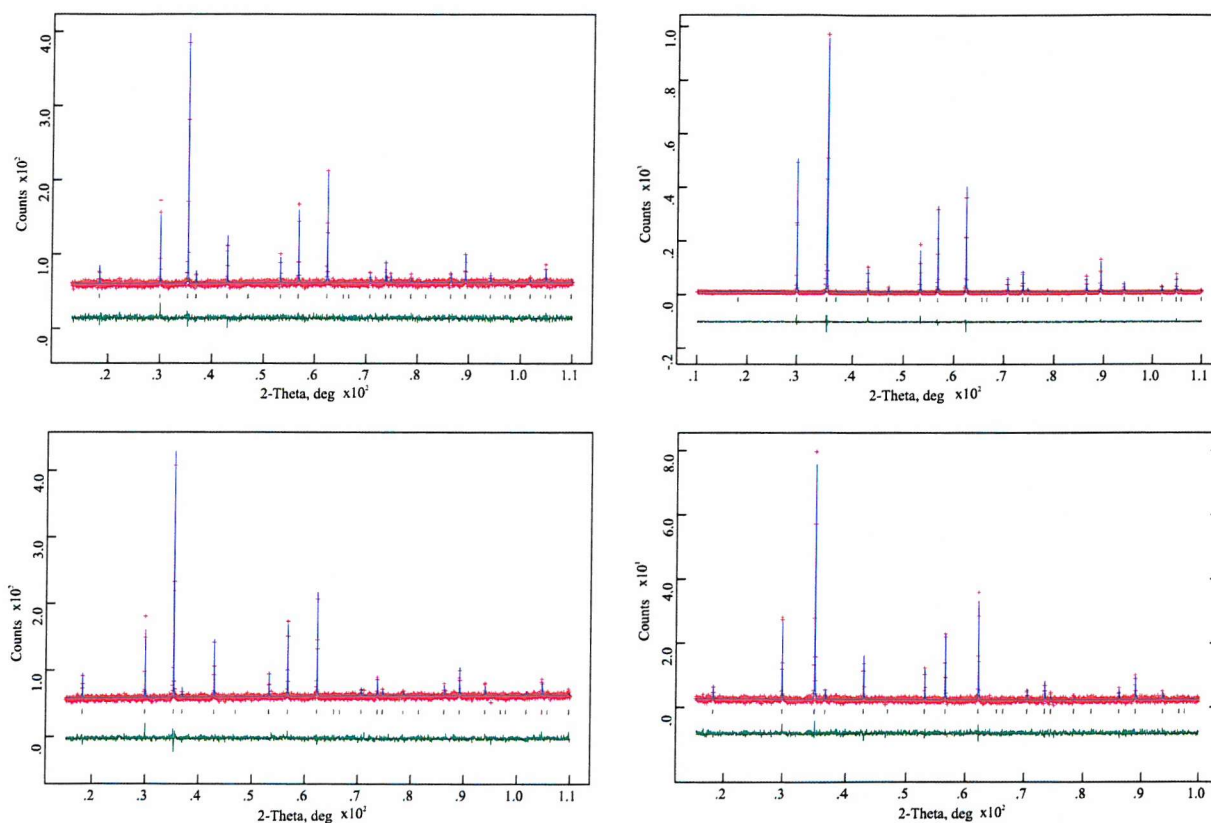 4.0
3.0
2.0
1.0
.0
Counts x10²
.2 .3 .4 .5 .6 .7 .8 .9 1.0 1.1
2-Theta, deg x10²
1.0
.8
.6
.4
.2
.0
-.2
Counts x10³
.1 .2 .3 .4 .5 .6 .7 .8 .9 1.0 1.1
2-Theta, deg x10²
4.0
3.0
2.0
1.0
.0
Counts x10²
.2 .3 .4 .5 .6 .7 .8 .9 1.0 1.1
2-Theta, deg x10²
8.0
6.0
4.0
2.0
.0
Counts
.2 .3 .4 .5 .6 .7 .8 .9 1.0
2-Theta, deg x10²